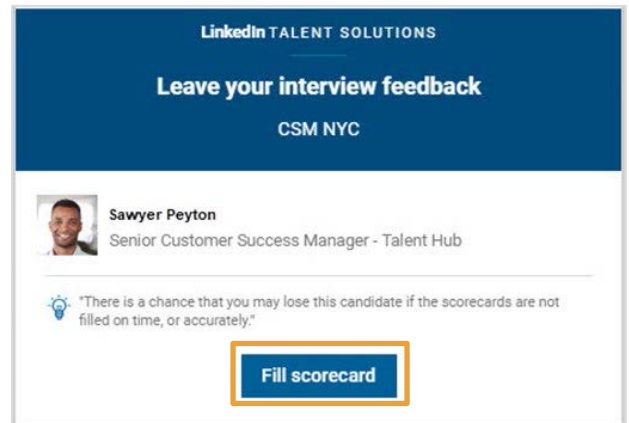 LinkedIn TALENT SOLUTIONS
Leave your interview feedback
CSM NYC
Sawyer Peyton
Senior Customer Success Manager - Talent Hub
"There is a chance that you may lose this candidate if the scorecards are not
filled on time, or accurately."
Fill scorecard